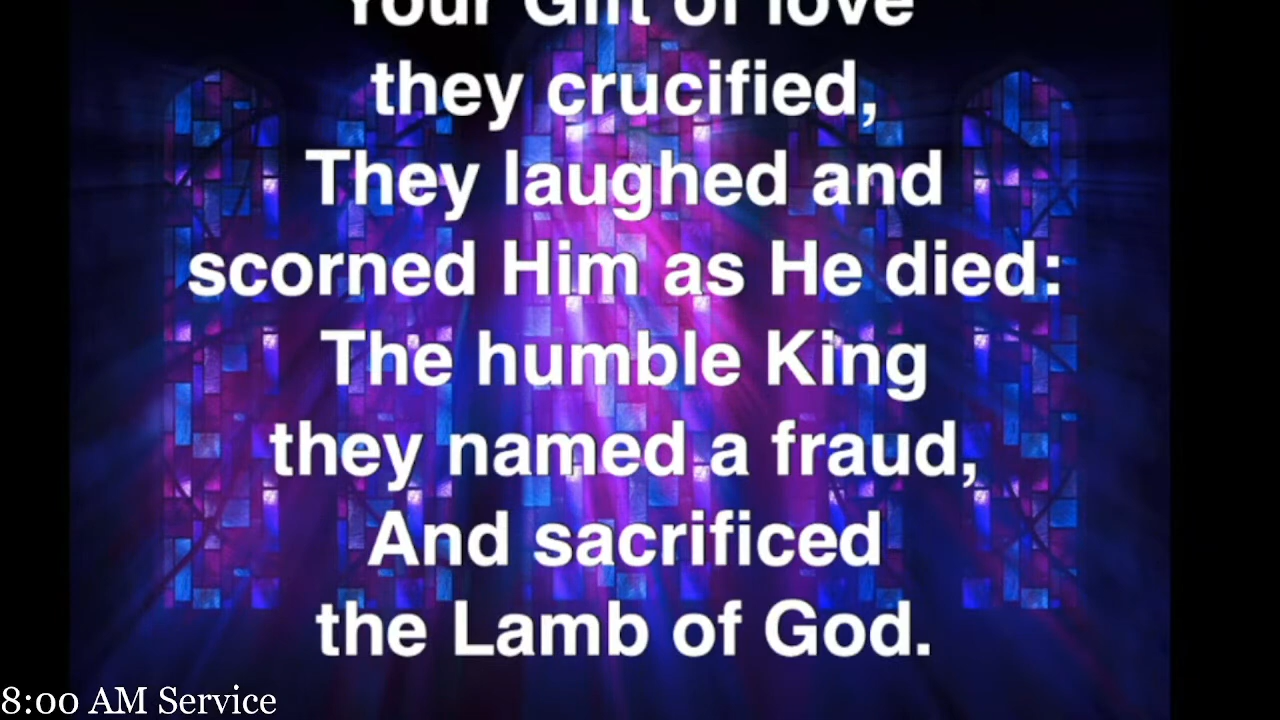 Your Gift of love
they crucified,
They laughed and
scorned Him as He died:
The humble King
they named a fraud,
And sacrificed
the Lamb of God.
8:00 AM Service